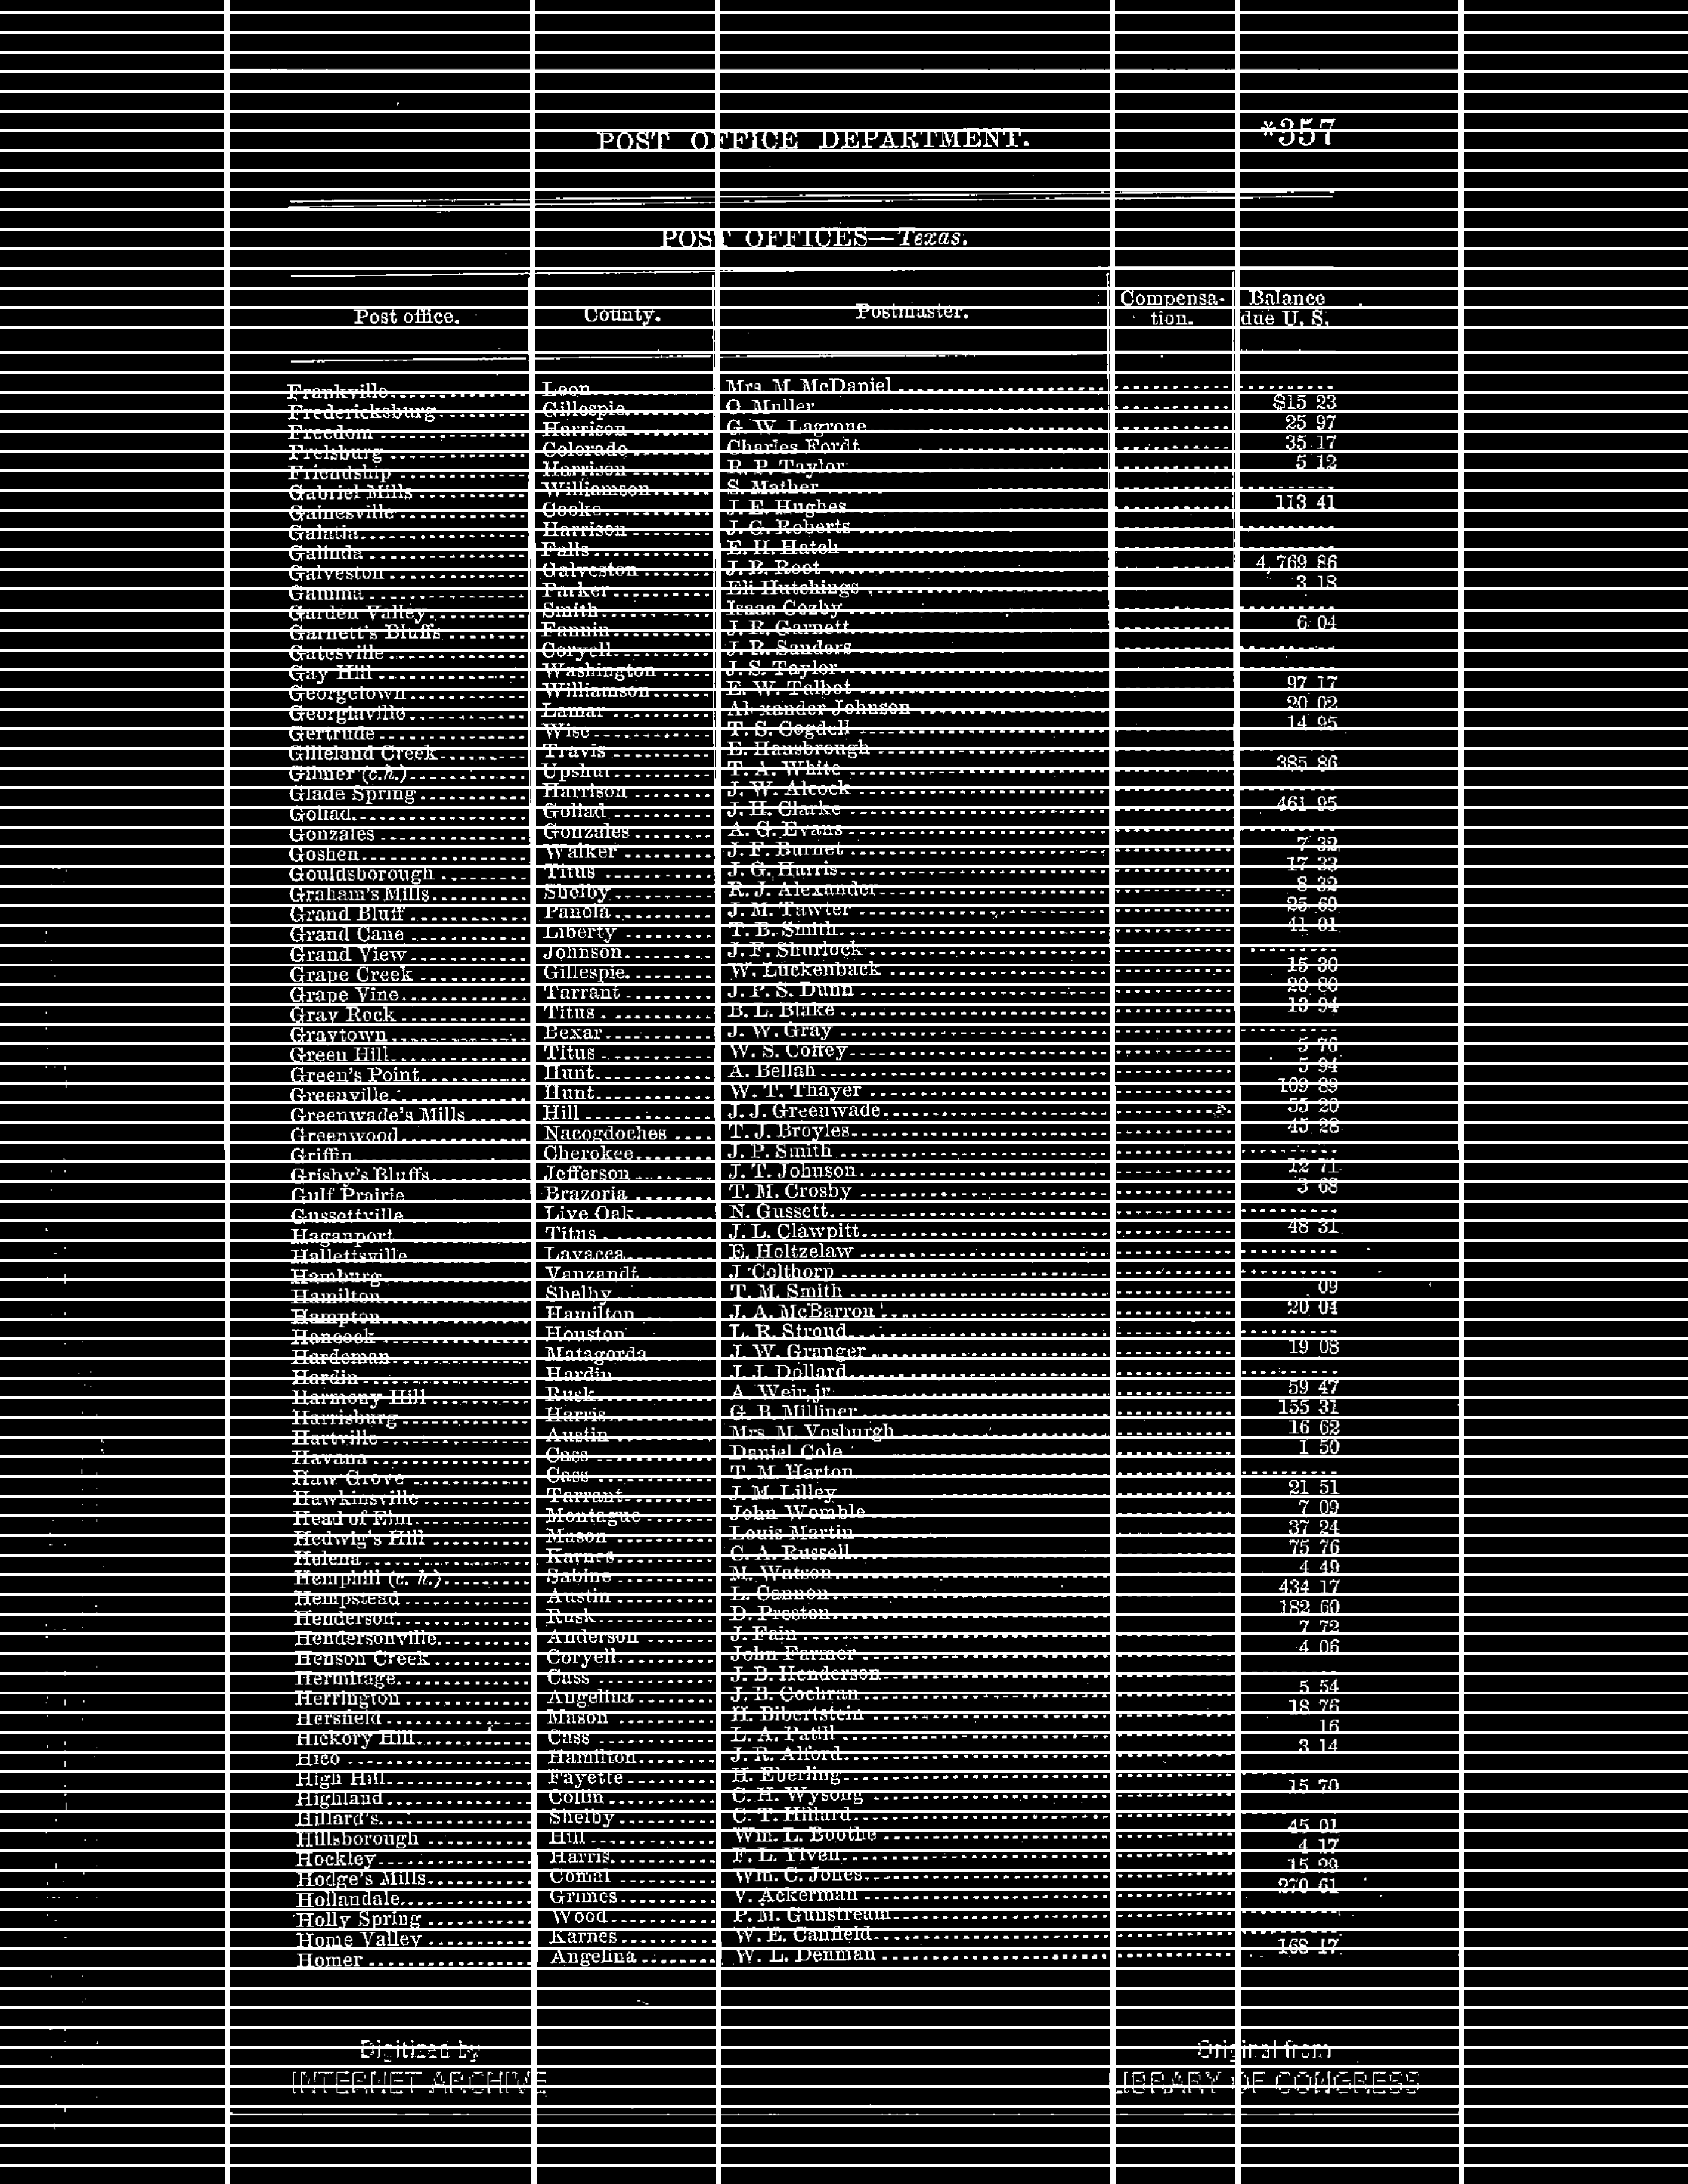 POST OFFICE DEPARTMENT. *357
POST OFFICES—Texas.
Post office. County. Postmaster. Compensation. Balance due U. S.
Frankville Leon Mrs. M. McDaniel
Fredericksburg Gillespie O. Muller $15 23
Freedom Harrison G. W. Lagrone 25 97
Frelsburg Colorado Charles Fordt 35 17
Friendship Harrison R. P. Taylor 5 12
Gabriel Mills Williamson S. Mather
Gainesville Cooke J. E. Hughes 113 41
Galatia Harrison J. G. Roberts
Galinda Falls E. H. Hatch
Galveston Galveston J. B. Root 4,769 86
Gamma Parker Eli Hutchings 3 18
Garden Valley Smith Isaac Cozby
Garnett's Bluffs Fannin J. R. Garnett 6 04
Gatesville Coryell J. R. Sanders
Gay Hill Washington J. S. Taylor
Georgetown Williamson E. W. Talbot 97 17
Georgiaville Lamar Alexander Johnson 20 02
Gertrude Wise T. S. Cogdell 14 95
Gilleland Creek Travis E. Hansbrough
Gilmer (c.h.) Upshur T. A. White 385 86
Glade Spring Harrison J. W. Alcock
Goliad Goliad J. H. Clarke 461 95
Gonzales Gonzales A. G. Evans
Goshen Walker J. F. Burnet 7 32
Gouldsborough Titus J. G. Harris 17 33
Graham's Mills Shelby R. J. Alexander 8 32
Grand Bluff Panola J. M. Tawter 25 69
Grand Cane Liberty T. B. Smith 41 01
Grand View Johnson J. F. Shurlock
Grape Creek Gillespie W. Luckenback 15 30
Grape Vine Tarrant J. P. S. Dunn 20 80
Gray Rock Titus B. L. Blake 13 94
Graytown Bexar J. W. Gray
Green Hill Titus W. S. Coffey 5 76
Green's Point Hunt A. Bellah 5 94
Greenville Hunt W. T. Thayer 109 89
Greenwade's Mills Hill J. J. Greenwade 55 20
Greenwood Nacogdoches T. J. Broyles 45 28
Griffin Cherokee J. P. Smith
Grisby's Bluffs Jefferson J. T. Johnson 12 71
Gulf Prairie Brazoria T. M. Crosby 3 68
Gussettville Live Oak N. Gussett
Haganport Titus J. L. Clawpitt 48 31
Hallettsville Lavacca E. Holtzclaw
Hamburg Vanzandt J Colthorp
Hamilton Shelby T. M. Smith 09
Hampton Hamilton J. A. McBarron 20 04
Hancock Houston L. R. Stroud
Hardeman Matagorda J. W. Granger 19 08
Hardin Hardin J. J. Dollard
Harmony Hill Rusk A. Weir, jr 59 47
Harrisburg Harris G. B. Milliner 155 31
Hartville Austin Mrs. M. Vosburgh 16 62
Havana Cass Daniel Cole 1 50
Haw Grove Cass T. M. Harton
Hawkinsville Tarrant J. M. Lilley 21 51
Head of Elm Montague John Womble 7 09
Hedwig's Hill Mason Louis Martin 37 24
Helena Karnes C. A. Russell 75 76
Hemphill (c. h.) Sabine M. Watson 4 49
Hempstead Austin L. Cannon 434 17
Henderson Rusk D. Preston 182 60
Hendersonville Anderson J. Fain 7 72
Henson Creek Coryell John Farmer 4 06
Hermitage Cass J. B. Henderson
Herrington Angelina J. B. Cochran 5 54
Hersfield Mason H. Bibertstein 18 76
Hickory Hill Cass L. A. Patill 16
Hico Hamilton J. R. Alford 3 14
High Hill Fayette H. Eberling
Highland Collin C. H. Wysong 15 70
Hillard's Shelby C. T. Hillard
Hillsborough Hill Wm. L. Boothe 45 01
Hockley Harris F. L. Yiven 4 17
Hodge's Mills Comal Wm. C. Jones 15 29
Hollandale Grimes V. Ackerman 270 61
Holly Spring Wood P. M. Gunstream
Home Valley Karnes W. E. Canfield
Homer Angelina W. L. Denman 168 17
Digitized by Original from
INTERNET ARCHIVE LIBRARY OF CONGRESS